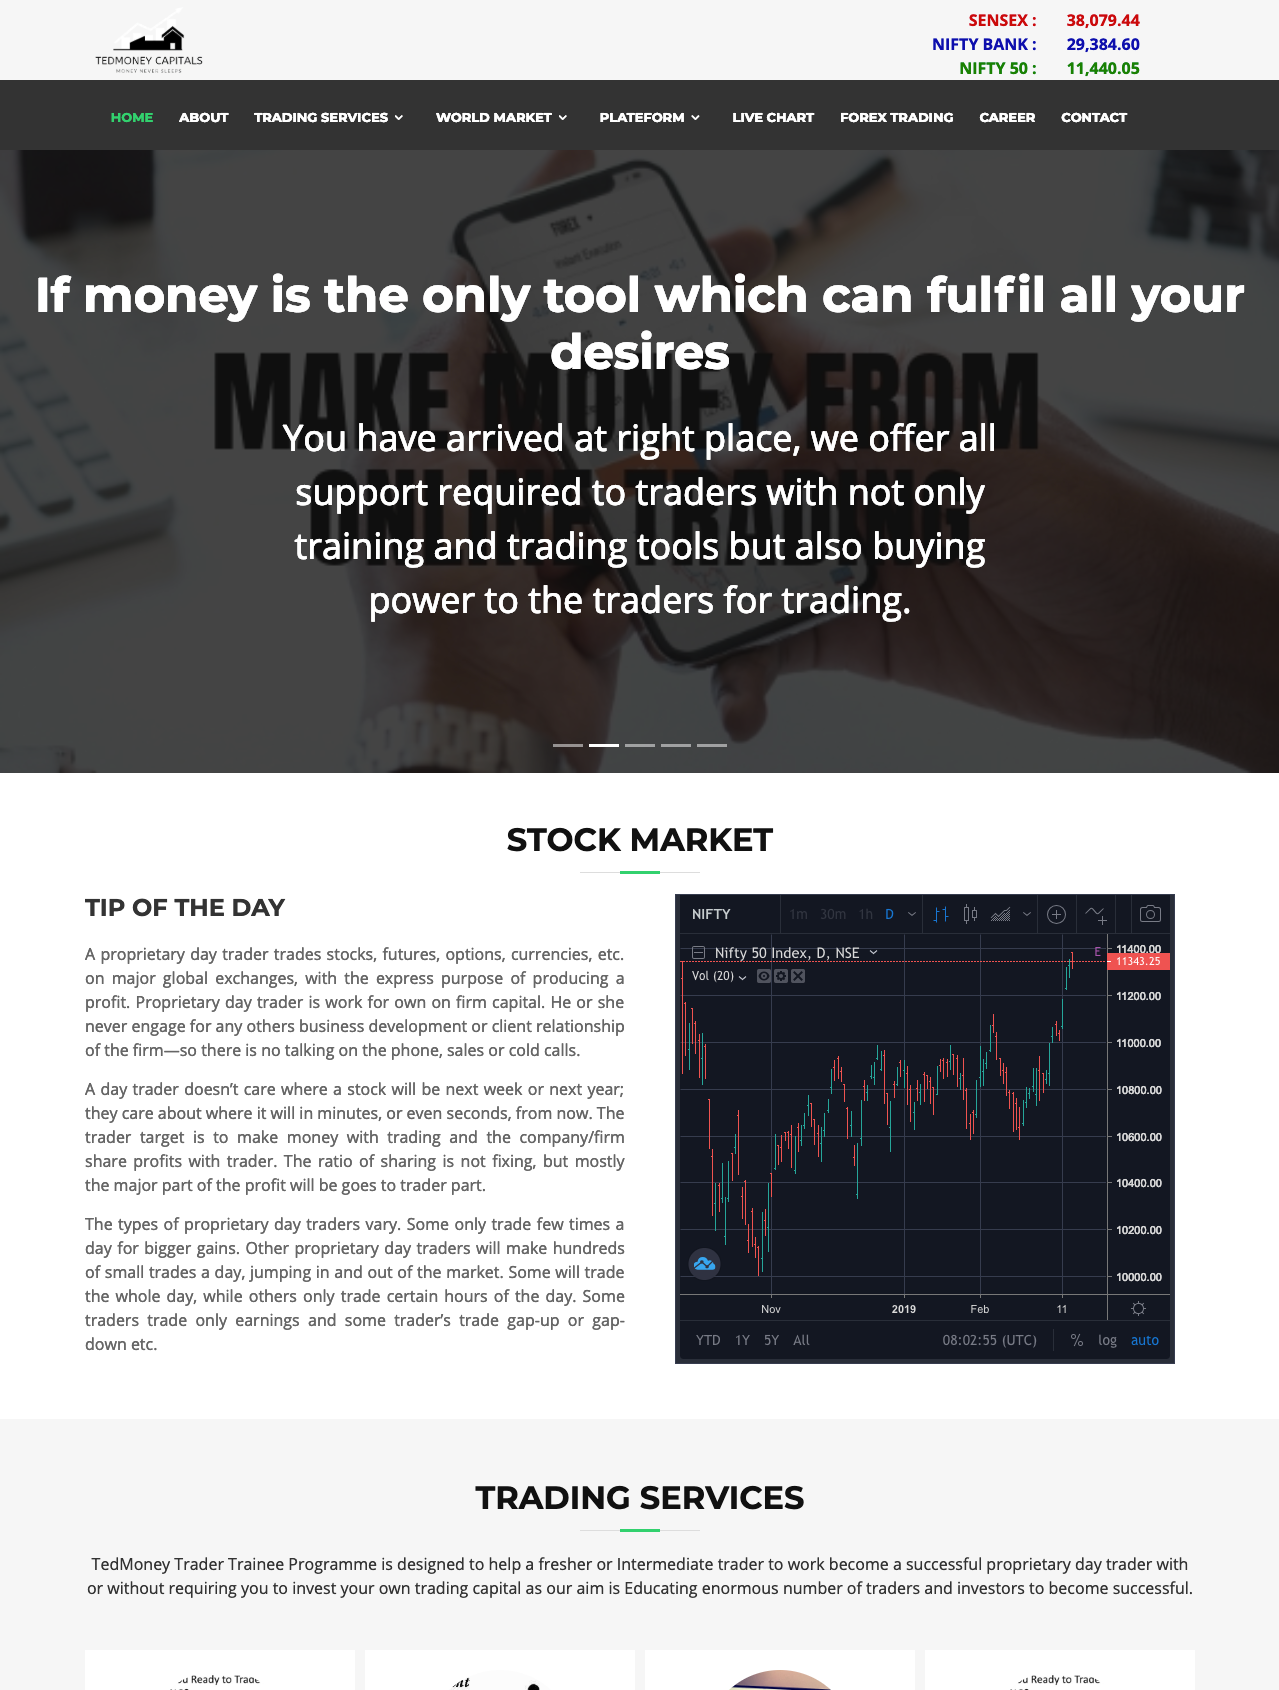 SENSEX : 38,079.44
NIFTY BANK : 29,384.60
NIFTY 50 : 11,440.05
TEDMONEY CAPITALS
MONEY NEVER SLEEPS
HOME ABOUT TRADING SERVICES WORLD MARKET PLATEFORM LIVE CHART FOREX TRADING CAREER CONTACT
FOREX
Instant Execution
If money is the only tool which can fulfil all your
desires
MAKE MONEY FROM
ONLINE TRADING
You have arrived at right place, we offer all
support required to traders with not only
training and trading tools but also buying
power to the traders for trading.
STOCK MARKET
TIP OF THE DAY
A proprietary day trader trades stocks, futures, options, currencies, etc.
on major global exchanges, with the express purpose of producing a
profit. Proprietary day trader is work for own on firm capital. He or she
never engage for any others business development or client relationship
of the firm—so there is no talking on the phone, sales or cold calls.
A day trader doesn’t care where a stock will be next week or next year;
they care about where it will in minutes, or even seconds, from now. The
trader target is to make money with trading and the company/firm
share profits with trader. The ratio of sharing is not fixing, but mostly
the major part of the profit will be goes to trader part.
The types of proprietary day traders vary. Some only trade few times a
day for bigger gains. Other proprietary day traders will make hundreds
of small trades a day, jumping in and out of the market. Some will trade
the whole day, while others only trade certain hours of the day. Some
traders trade only earnings and some trader’s trade gap-up or gap-
down etc.
NIFTY 1m 30m 1h D
Nifty 50 Index, D, NSE
Vol (20)
E
11400.00
11343.25
11200.00
11000.00
10800.00
10600.00
10400.00
10200.00
10000.00
Nov 2019 Feb 11
YTD 1Y 5Y All 08:02:55 (UTC) % log auto
TRADING SERVICES
TedMoney Trader Trainee Programme is designed to help a fresher or Intermediate trader to work become a successful proprietary day trader with
or without requiring you to invest your own trading capital as our aim is Educating enormous number of traders and investors to become successful.
Ready to
Ready to